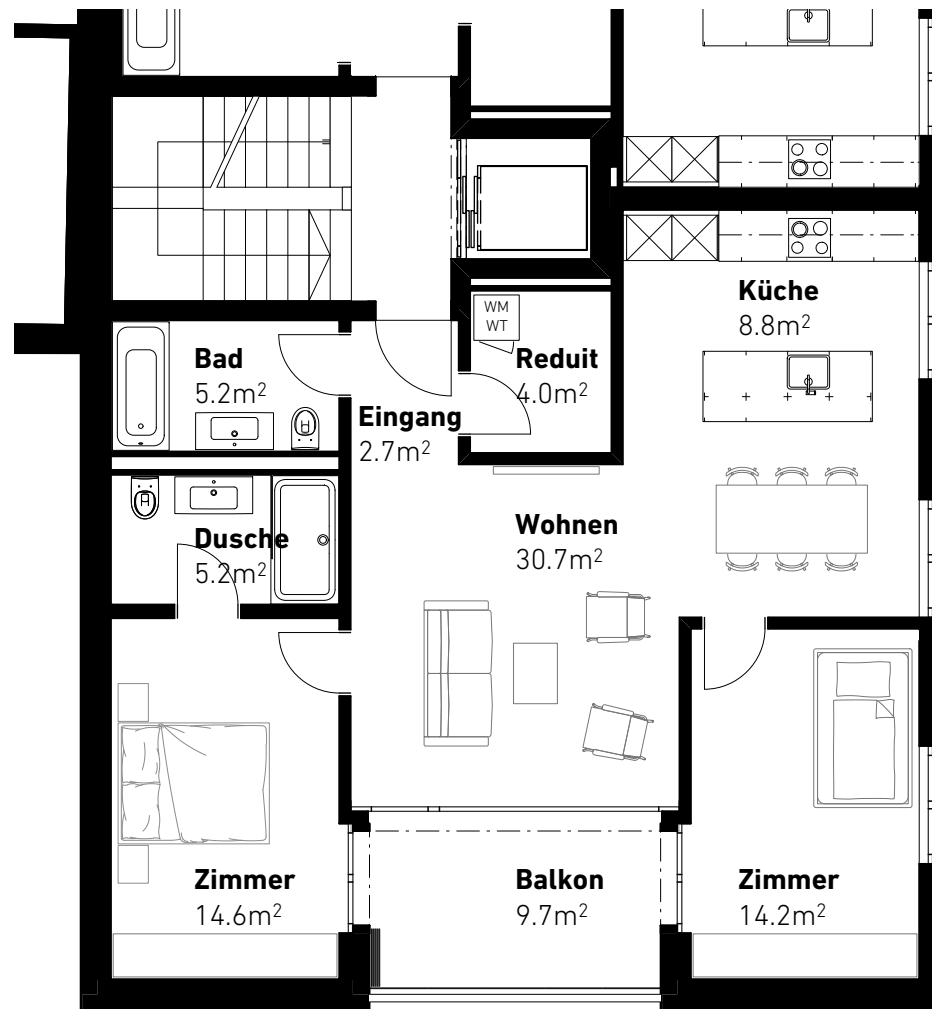 Küche
8.8m²
WM
WT
Bad
5.2m²
Reduit
4.0m²
Eingang
2.7m²
Dusche
5.2m²
Wohnen
30.7m²
Zimmer
14.6m²
Balkon
9.7m²
Zimmer
14.2m²